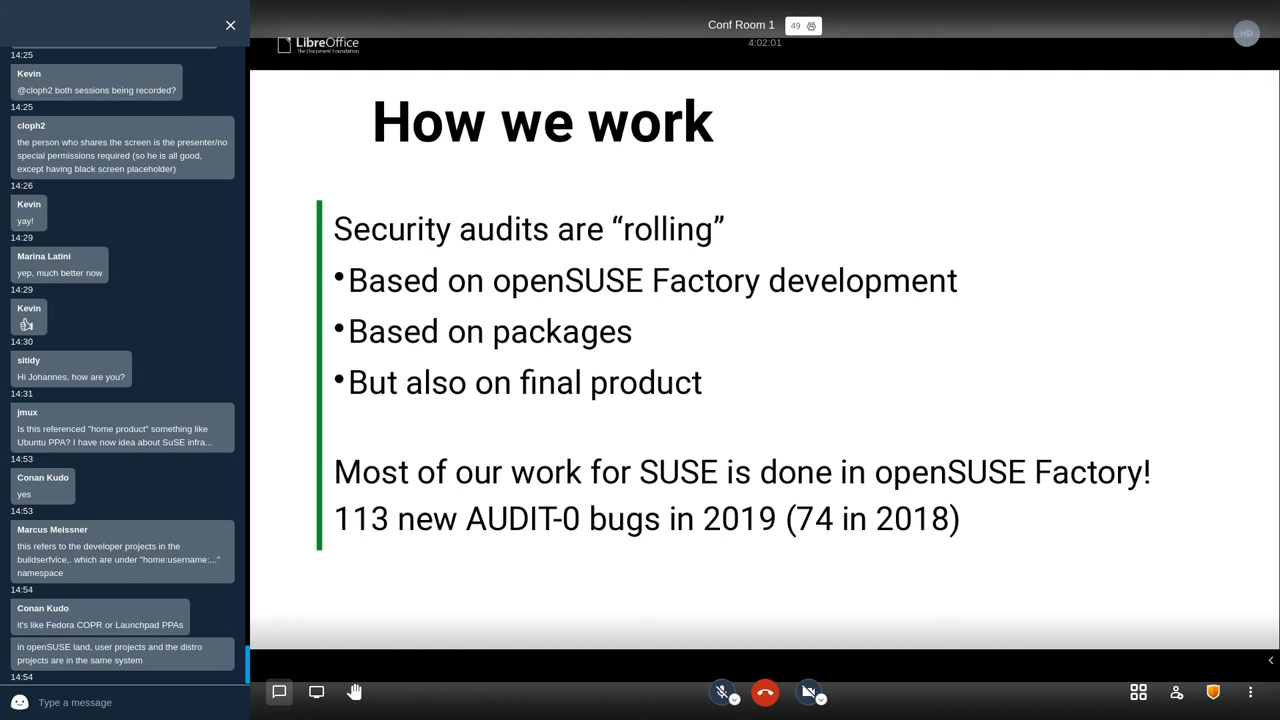 14:25
Kevin
@cloph2 both sessions being recorded?
14:25
cloph2
the person who shares the screen is the presenter/no
special permissions required (so he is all good,
except having black screen placeholder)
14:26
Kevin
yay!
14:29
Marina Latini
yep, much better now
14:29
Kevin
14:30
sitidy
Hi Johannes, how are you?
14:31
jmux
Is this referenced "home product" something like
Ubuntu PPA? I have now idea about SuSE infra...
14:53
Conan Kudo
yes
14:53
Marcus Meissner
this refers to the developer projects in the
buildserfvice,. which are under "home:username:..."
namespace
14:54
Conan Kudo
it's like Fedora COPR or Launchpad PPAs
in openSUSE land, user projects and the distro
projects are in the same system
14:54
Type a message
Conf Room 1 49
4:02:01
HD
LibreOffice
The Document Foundation
How we work
Security audits are “rolling”
•Based on openSUSE Factory development
•Based on packages
•But also on final product
Most of our work for SUSE is done in openSUSE Factory!
113 new AUDIT-0 bugs in 2019 (74 in 2018)